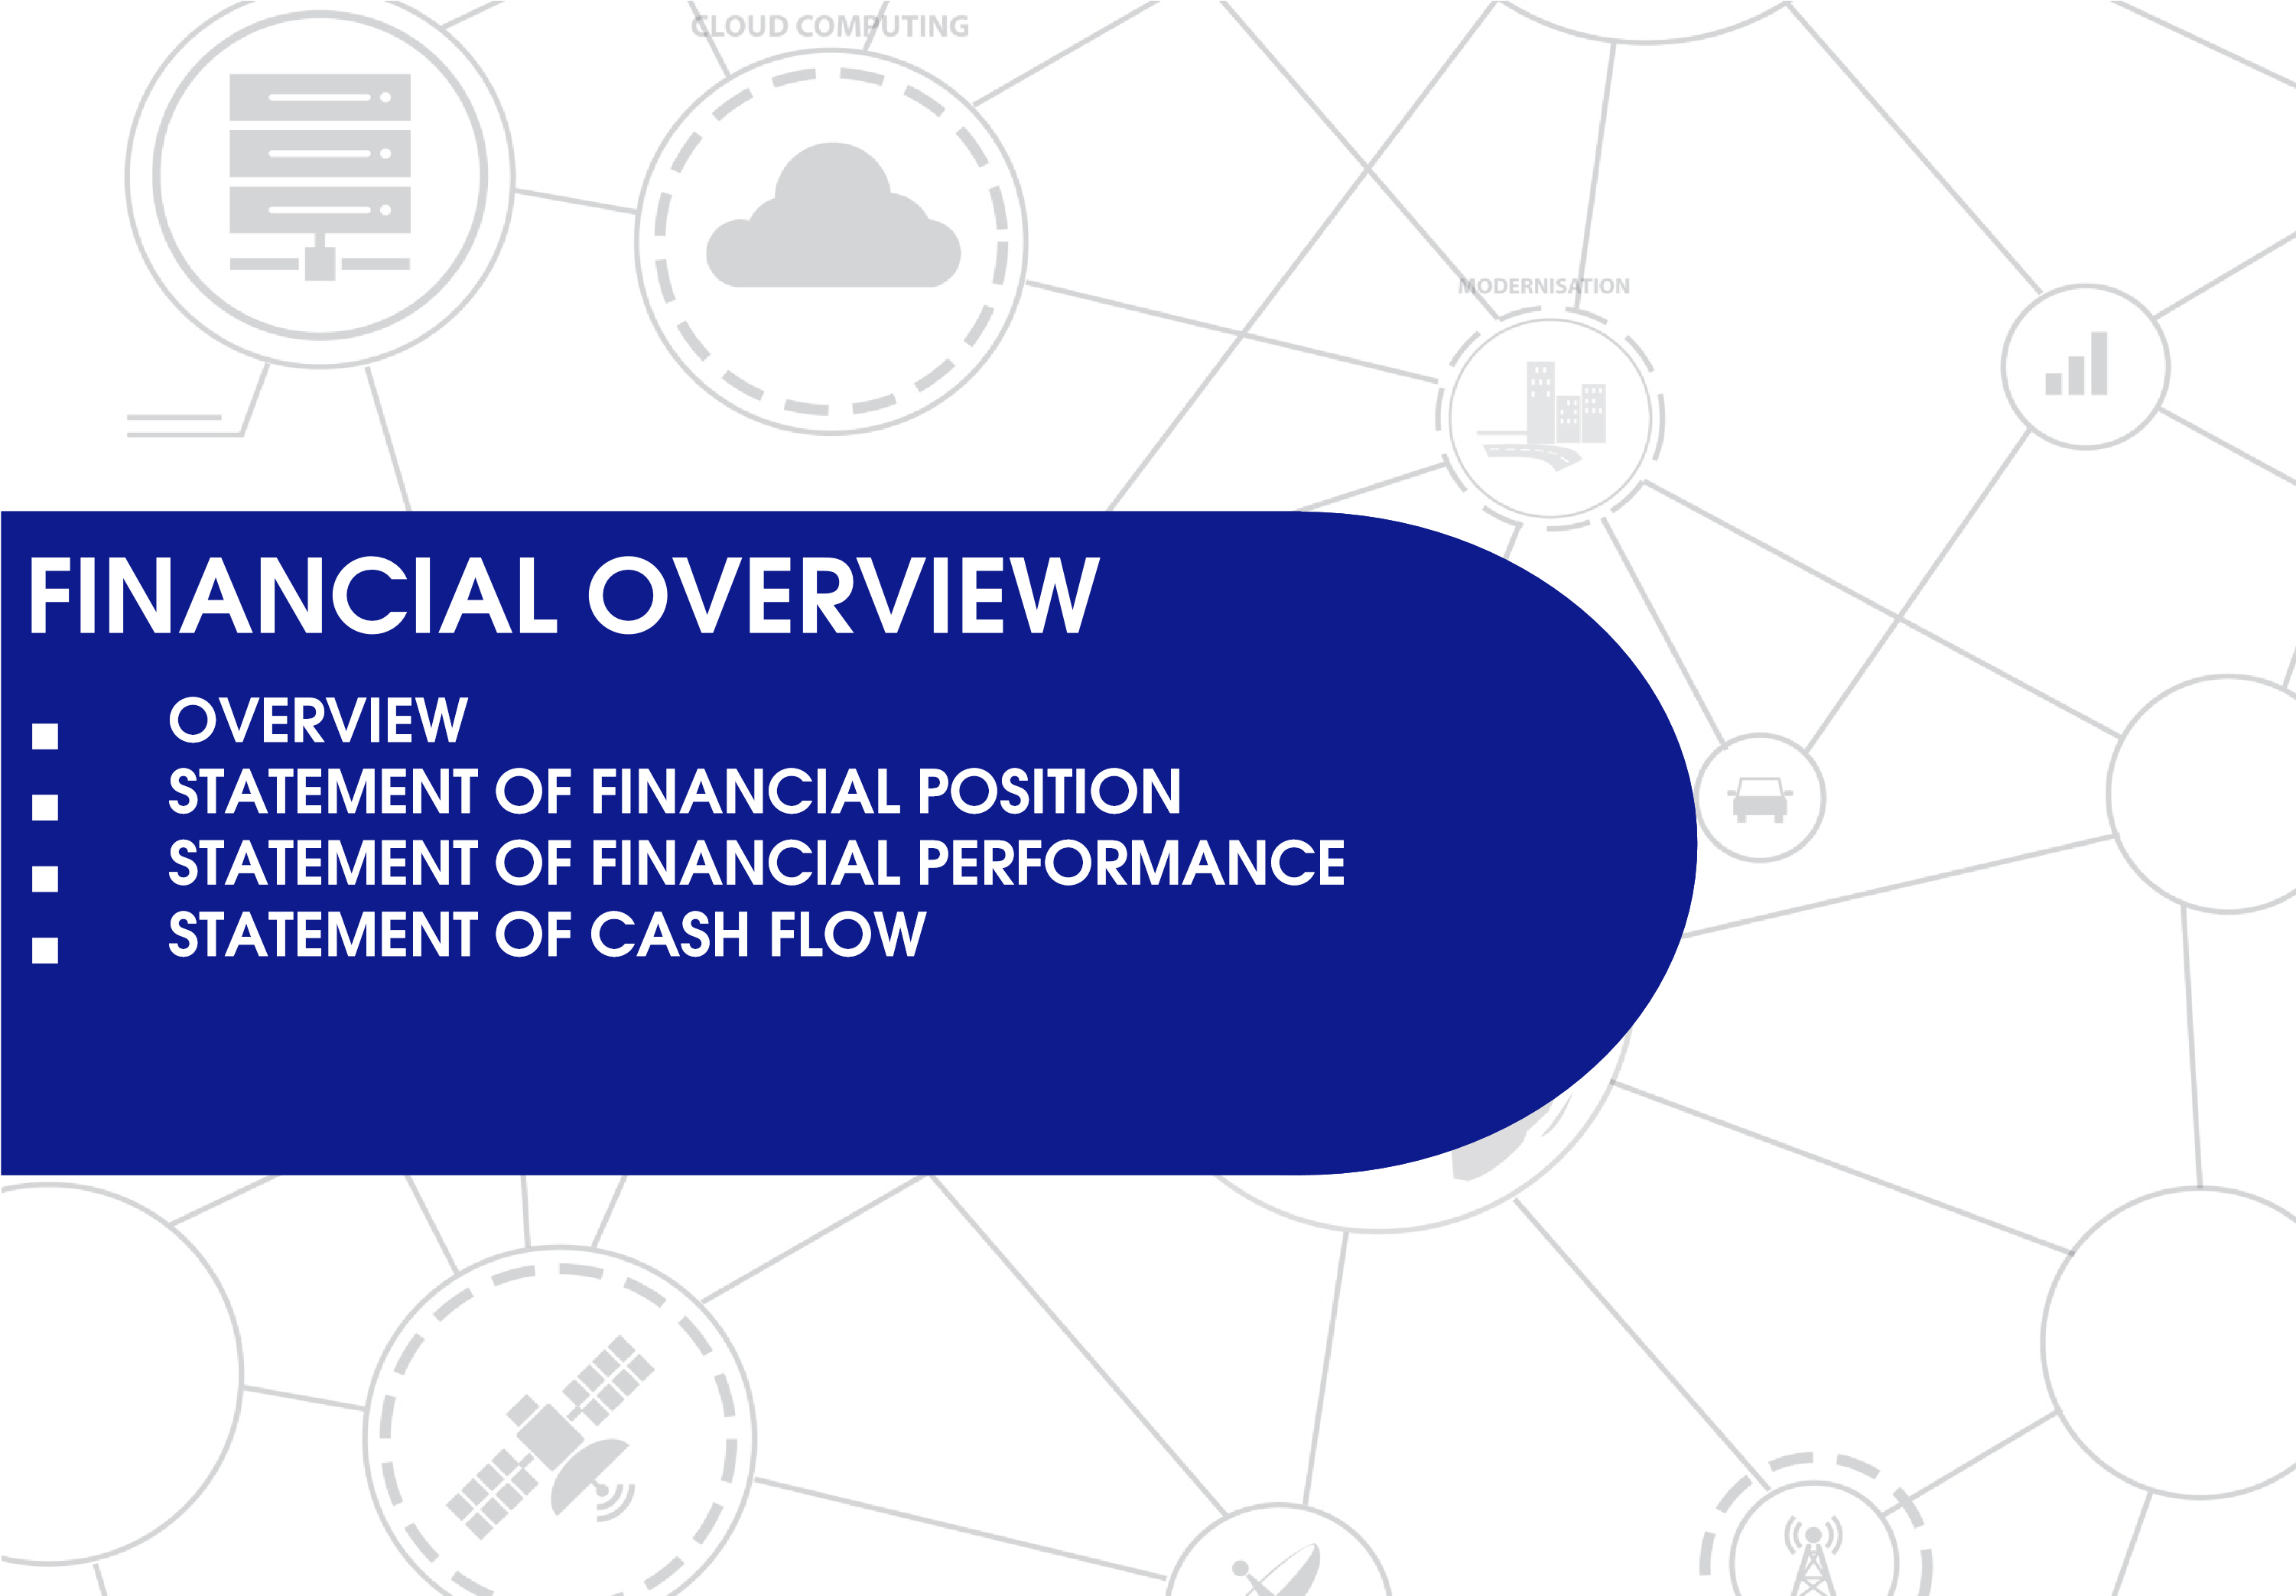 CLOUD COMPUTING
MODERNISATION
FINANCIAL OVERVIEW
OVERVIEW
STATEMENT OF FINANCIAL POSITION
STATEMENT OF FINANCIAL PERFORMANCE
STATEMENT OF CASH FLOW